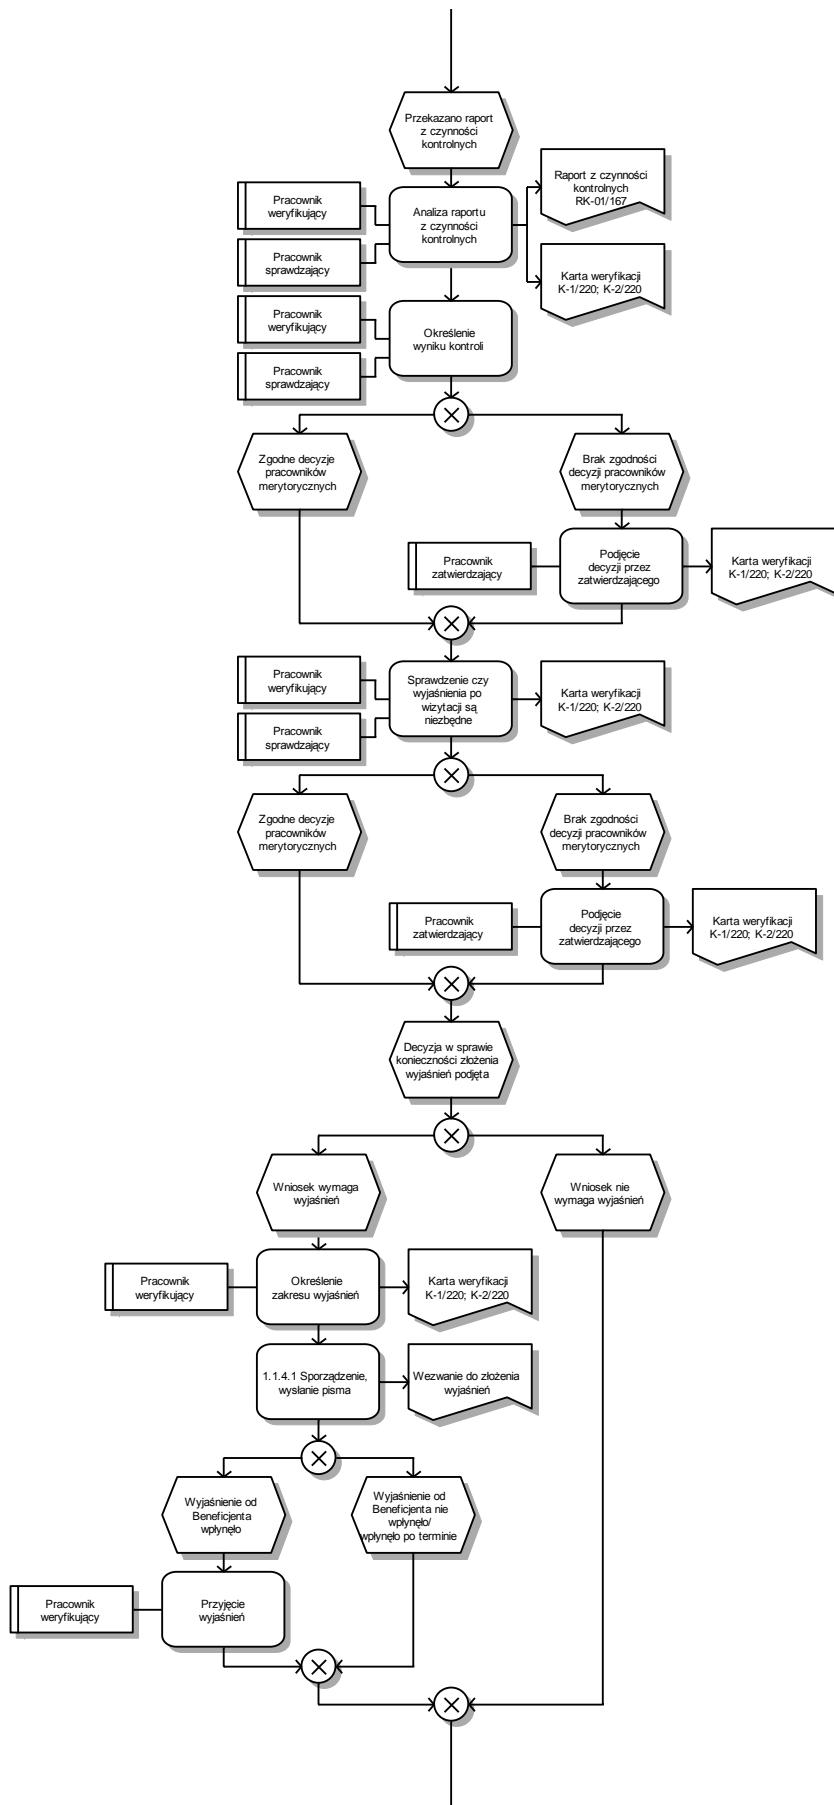 Przekazano raport
z czynności
kontrolnych
Raport z czynności
kontrolnych
RK-01/167
Pracownik
weryfikujący
Analiza raportu
z czynności
kontrolnych
Pracownik
sprawdzający
Karta weryfikacji
K-1/220; K-2/220
Pracownik
weryfikujący
Określenie
wyniku kontroli
Pracownik
sprawdzający
Zgodne decyzje
pracowników
merytorycznych
Brak zgodności
decyzji pracowników
merytorycznych
Pracownik
zatwierdzający
Podjęcie
decyzji przez
zatwierdzającego
Karta weryfikacji
K-1/220; K-2/220
Pracownik
weryfikujący
Sprawdzenie czy
wyjaśnienia po
wizytacji są
niezbędne
Karta weryfikacji
K-1/220; K-2/220
Pracownik
sprawdzający
Zgodne decyzje
pracowników
merytorycznych
Brak zgodności
decyzji pracowników
merytorycznych
Pracownik
zatwierdzający
Podjęcie
decyzji przez
zatwierdzającego
Karta weryfikacji
K-1/220; K-2/220
Decyzja w sprawie
konieczności złożenia
wyjaśnień podjęta
Wniosek wymaga
wyjaśnień
Wniosek nie
wymaga wyjaśnień
Pracownik
weryfikujący
Określenie
zakresu wyjaśnień
Karta weryfikacji
K-1/220; K-2/220
1.1.4.1 Sporządzenie,
wysłanie pisma
Wezwanie do złożenia
wyjaśnień
Wyjaśnienie od
Beneficjenta
wpłynęło
Wyjaśnienie od
Beneficjenta nie
wpłynęło/
wpłynęło po terminie
Pracownik
weryfikujący
Przyjęcie
wyjaśnień